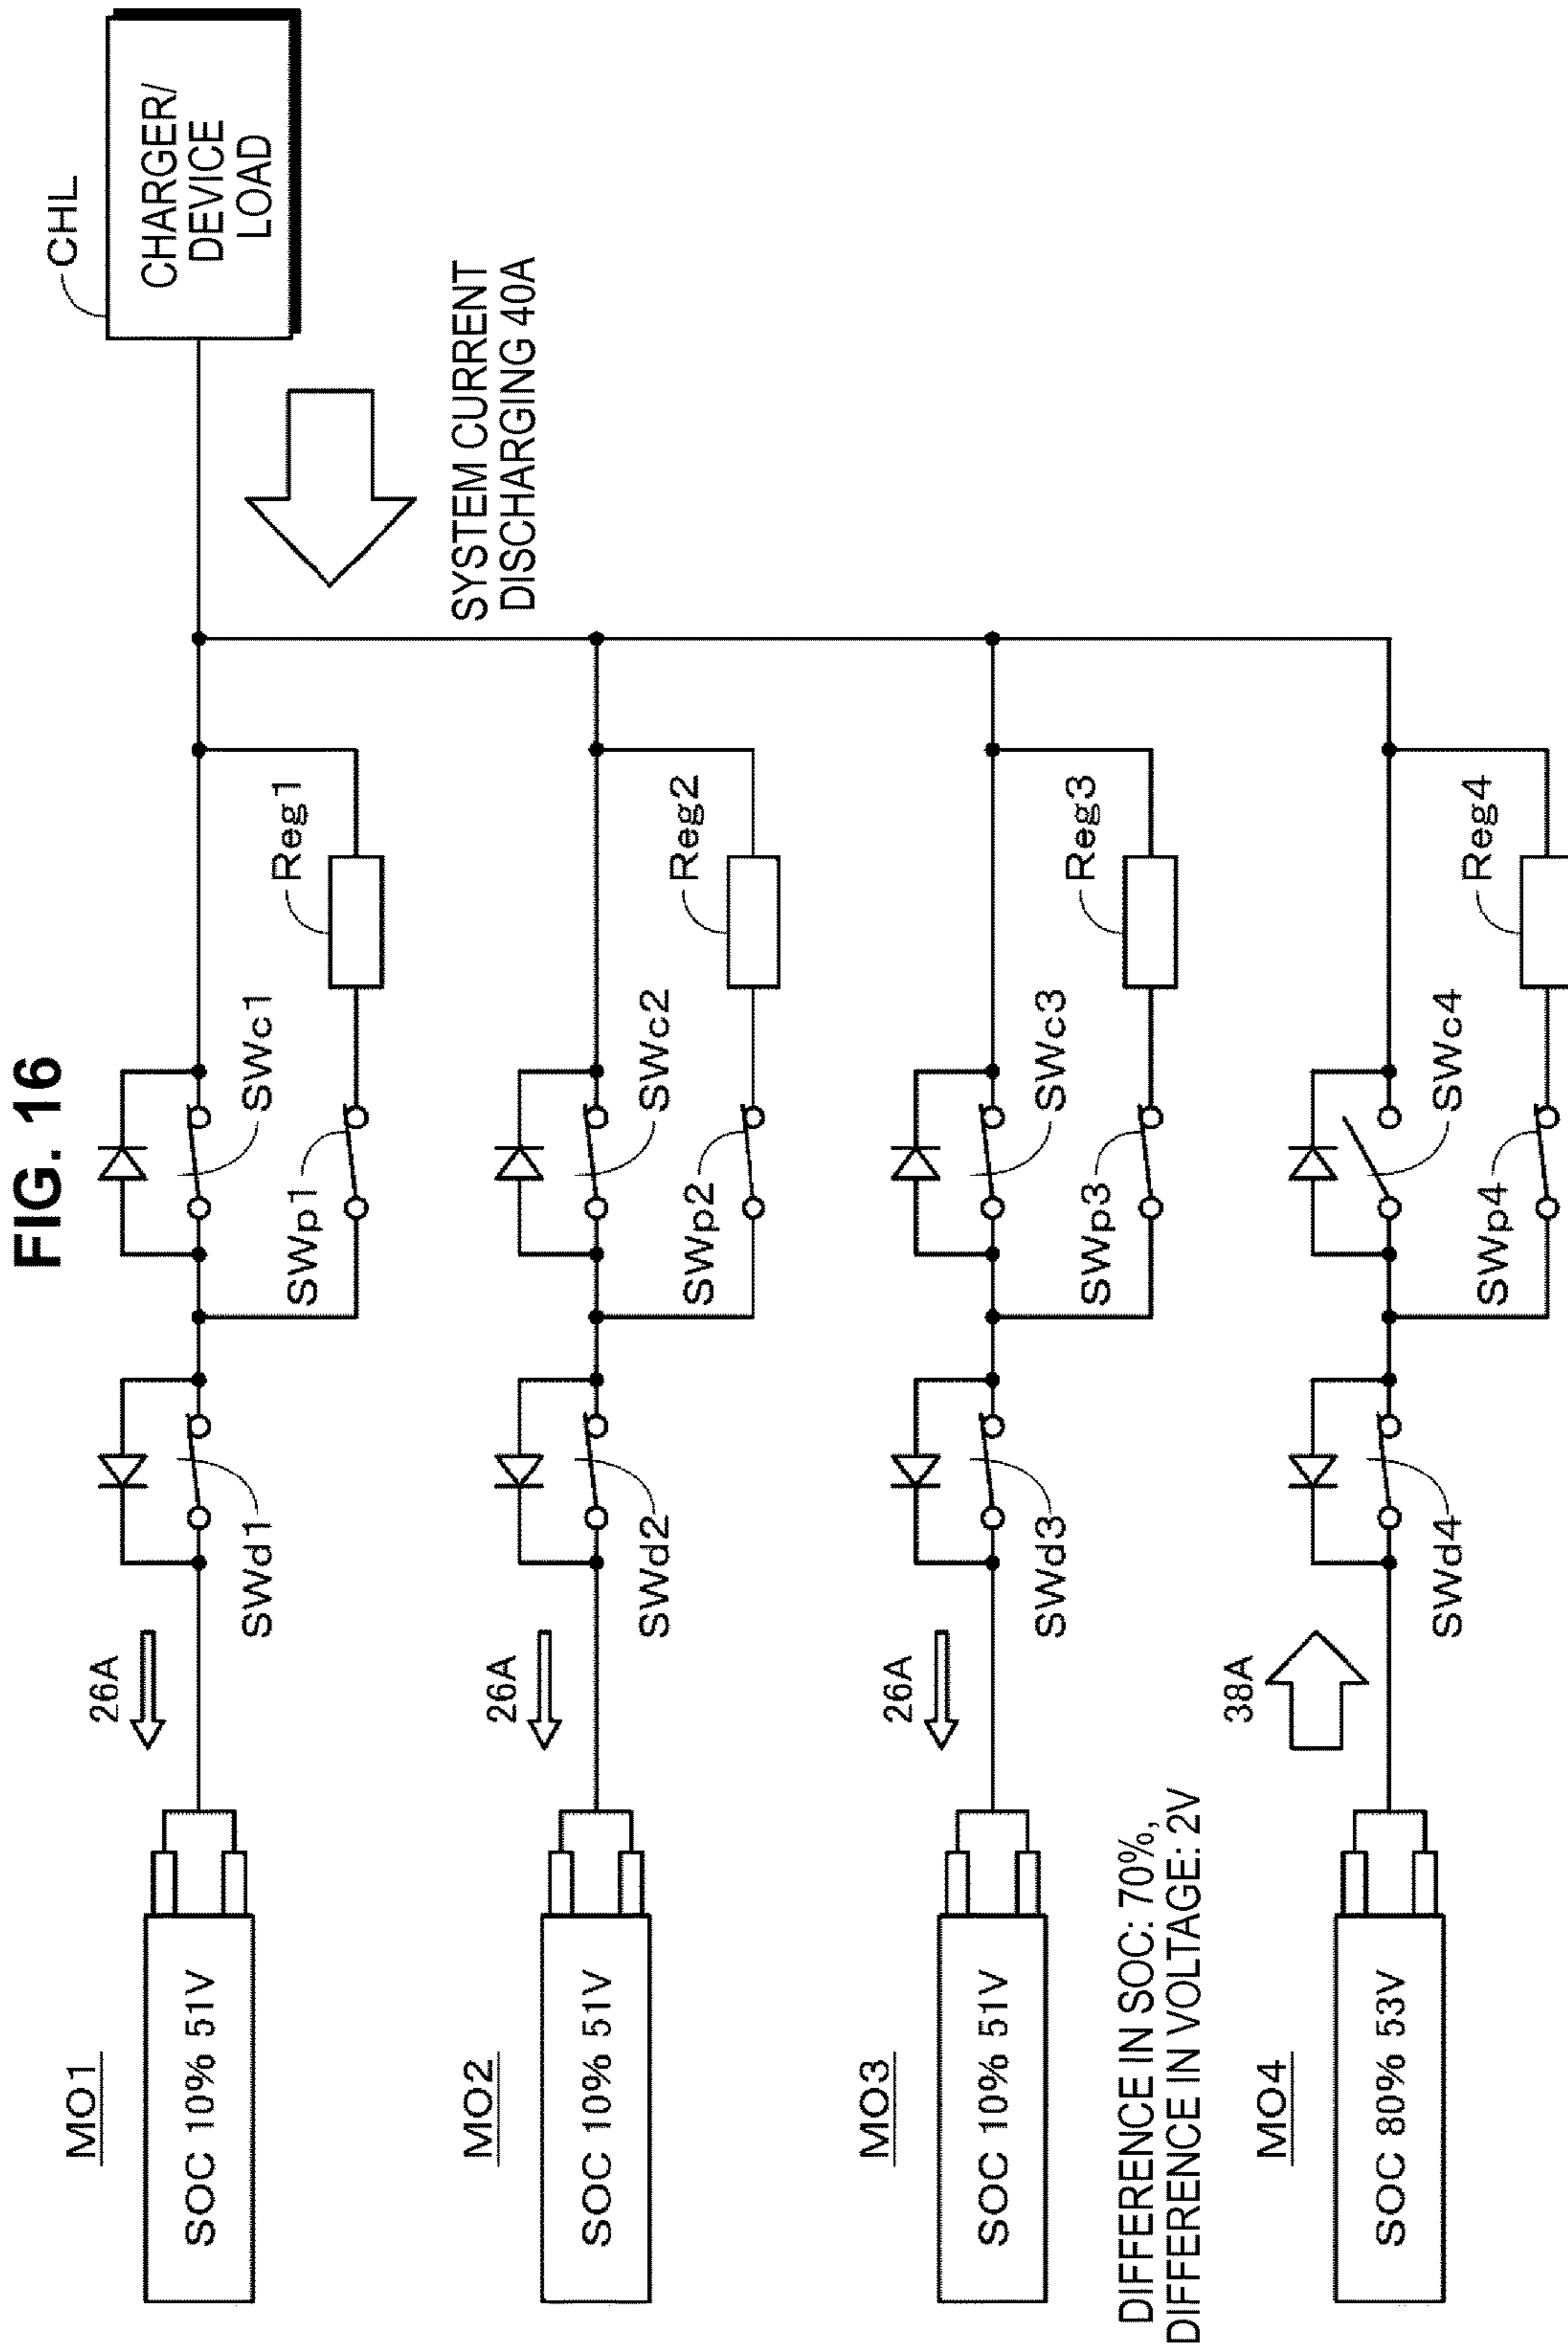 FIG. 16
CHL
CHARGER/
DEVICE
LOAD
SYSTEM CURRENT
DISCHARGING 40A
MO1
SOC 10% 51V
26A
SWd1
SWc1
SWp1
Reg1
MO2
SOC 10% 51V
26A
SWd2
SWc2
SWp2
Reg2
MO3
SOC 10% 51V
26A
SWd3
SWc3
SWp3
Reg3
DIFFERENCE IN SOC: 70%,
DIFFERENCE IN VOLTAGE: 2V
MO4
SOC 80% 53V
38A
SWd4
SWc4
SWp4
Reg4